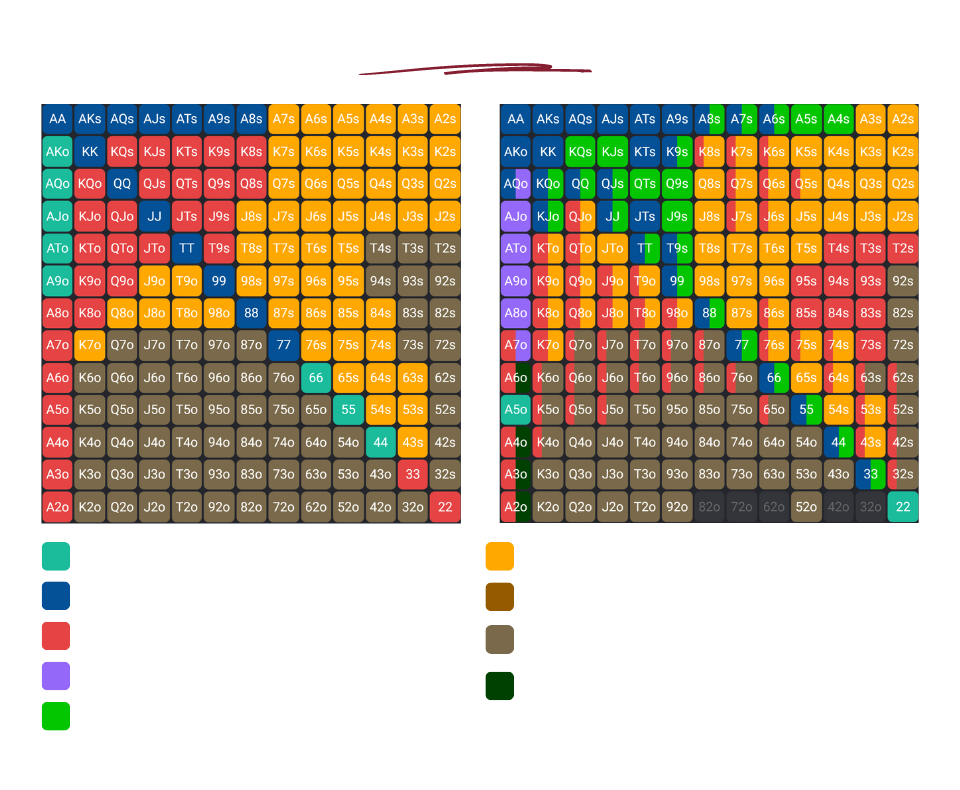 AA AKs AQs AJs ATs A9s A8s A7s A6s A5s A4s A3s A2s
AKo KK KQs KJs KTs K9s K8s K7s K6s K5s K4s K3s K2s
AQo KQo QQ QJs QTs Q9s Q8s Q7s Q6s Q5s Q4s Q3s Q2s
AJo KJo QJo JJ JTs J9s J8s J7s J6s J5s J4s J3s J2s
ATo KTo QTo JTo TT T9s T8s T7s T6s T5s T4s T3s T2s
A9o K9o Q9o J9o T9o 99 98s 97s 96s 95s 94s 93s 92s
A8o K8o Q8o J8o T8o 98o 88 87s 86s 85s 84s 83s 82s
A7o K7o Q7o J7o T7o 97o 87o 77 76s 75s 74s 73s 72s
A6o K6o Q6o J6o T6o 96o 86o 76o 66 65s 64s 63s 62s
A5o K5o Q5o J5o T5o 95o 85o 75o 65o 55 54s 53s 52s
A4o K4o Q4o J4o T4o 94o 84o 74o 64o 54o 44 43s 42s
A3o K3o Q3o J3o T3o 93o 83o 73o 63o 53o 43o 33 32s
A2o K2o Q2o J2o T2o 92o 82o 72o 62o 52o 42o 32o 22
AA AKs AQs AJs ATs A9s A8s A7s A6s A5s A4s A3s A2s
AKo KK KQs KJs KTs K9s K8s K7s K6s K5s K4s K3s K2s
AQo KQo QQ QJs QTs Q9s Q8s Q7s Q6s Q5s Q4s Q3s Q2s
AJo KJo QJo JJ JTs J9s J8s J7s J6s J5s J4s J3s J2s
ATo KTo QTo JTo TT T9s T8s T7s T6s T5s T4s T3s T2s
A9o K9o Q9o J9o T9o 99 98s 97s 96s 95s 94s 93s 92s
A8o K8o Q8o J8o T8o 98o 88 87s 86s 85s 84s 83s 82s
A7o K7o Q7o J7o T7o 97o 87o 77 76s 75s 74s 73s 72s
A6o K6o Q6o J6o T6o 96o 86o 76o 66 65s 64s 63s 62s
A5o K5o Q5o J5o T5o 95o 85o 75o 65o 55 54s 53s 52s
A4o K4o Q4o J4o T4o 94o 84o 74o 64o 54o 44 43s 42s
A3o K3o Q3o J3o T3o 93o 83o 73o 63o 53o 43o 33 32s
A2o K2o Q2o J2o T2o 92o 82o 72o 62o 52o 42o 32o 22